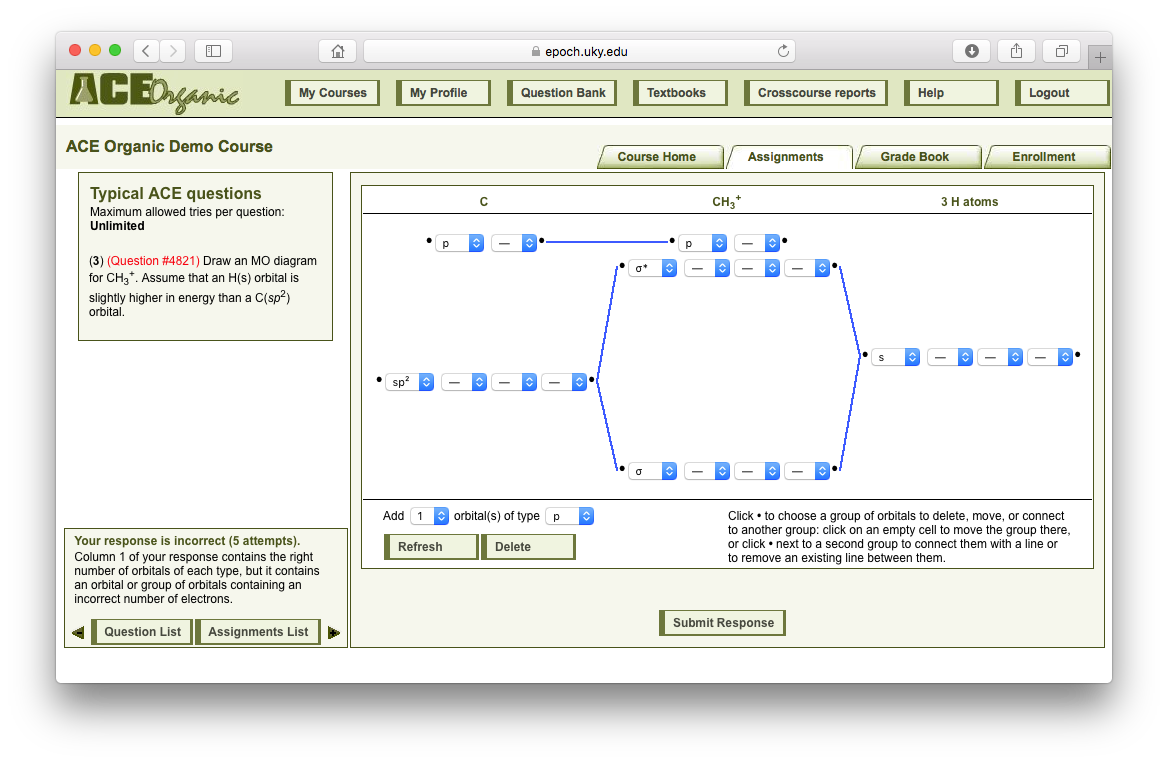 epoch.uky.edu
ACE Organic
My Courses
My Profile
Question Bank
Textbooks
Crosscourse reports
Help
Logout
ACE Organic Demo Course
Course Home
Assignments
Grade Book
Enrollment
Typical ACE questions
Maximum allowed tries per question:
Unlimited
(3) (Question #4821) Draw an MO diagram
for CH₃⁺. Assume that an H(s) orbital is
slightly higher in energy than a C(sp²)
orbital.
C
CH₃⁺
3 H atoms
p — p —
σ* — — —
s — — —
sp² — — —
σ — — —
Add 1 orbital(s) of type p
Refresh
Delete
Click • to choose a group of orbitals to delete, move, or connect
to another group: click on an empty cell to move the group there,
or click • next to a second group to connect them with a line or
to remove an existing line between them.
Your response is incorrect (5 attempts).
Column 1 of your response contains the right
number of orbitals of each type, but it contains
an orbital or group of orbitals containing an
incorrect number of electrons.
Question List
Assignments List
Submit Response